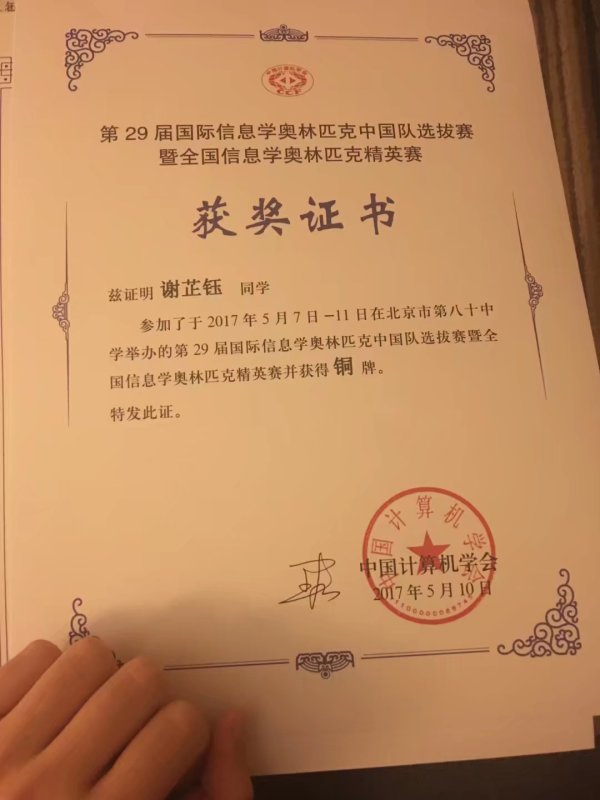 第 29 届国际信息学奥林匹克中国队选拔赛
暨全国信息学奥林匹克精英赛
获奖证书
兹证明 谢芷钰 同学
参加了于 2017 年 5 月 7 日 –11 日在北京市第八十中
学举办的第 29 届国际信息学奥林匹克中国队选拔赛暨全
国信息学奥林匹克精英赛并获得 铜 牌。
特发此证。
中国计算机学会
中国计算机学会
2017 年 5 月 10 日